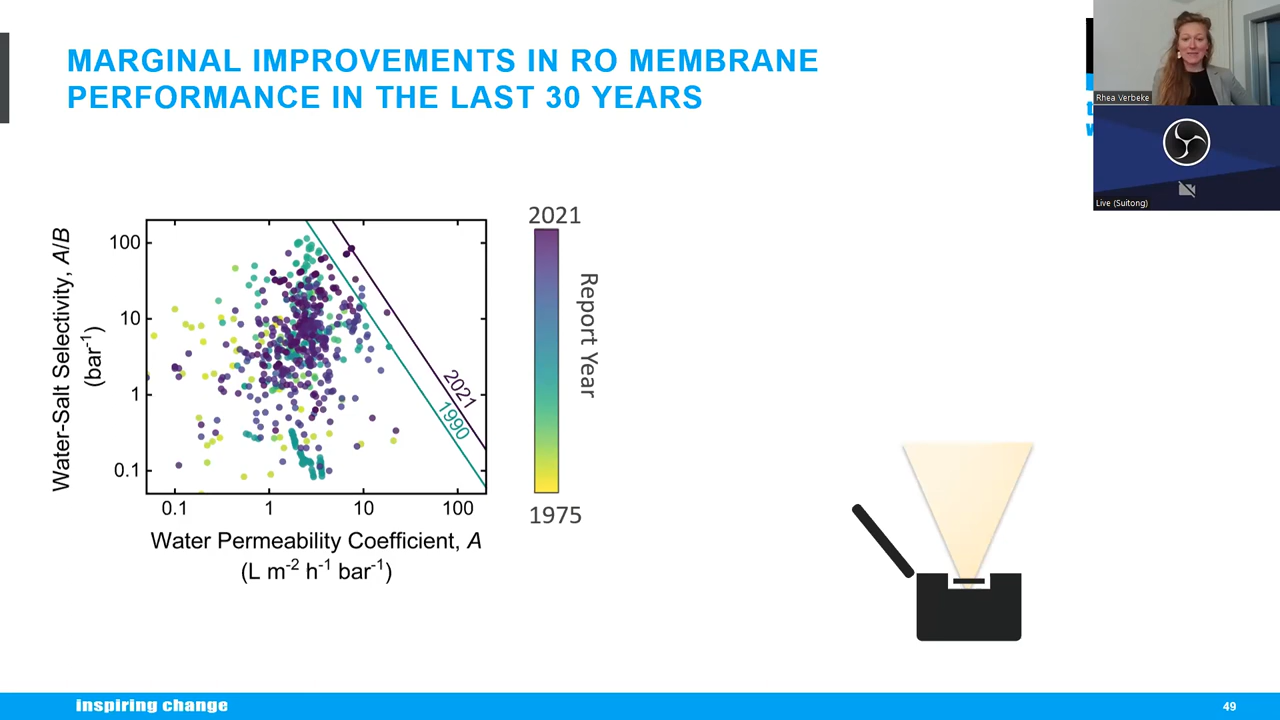 MARGINAL IMPROVEMENTS IN RO MEMBRANE
PERFORMANCE IN THE LAST 30 YEARS
Rhea Verbeke
Live (Suitong)
Water-Salt Selectivity, A/B
(bar⁻¹)
100
10
1
0.1
2021
1990
0.1
1
10
100
Water Permeability Coefficient, A
(L m⁻² h⁻¹ bar⁻¹)
2021
Report Year
1975
inspiring change
49